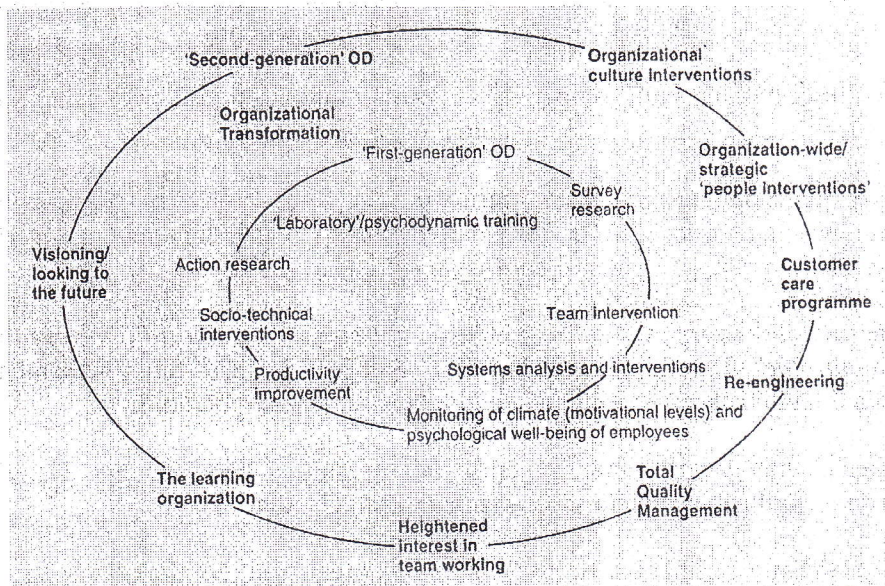 'Second-generation' OD
Organizational
culture interventions
Organizational
Transformation
'First-generation' OD
Organization-wide/
strategic
'people interventions'
Survey
research
'Laboratory'/psychodynamic training
Visioning/
looking to
the future
Action research
Customer
care
programme
Socio-technical
interventions
Team intervention
Productivity
improvement
Systems analysis and interventions
Re-engineering
Monitoring of climate (motivational levels) and
psychological well-being of employees
The learning
organization
Total
Quality
Management
Heightened
interest in
team working